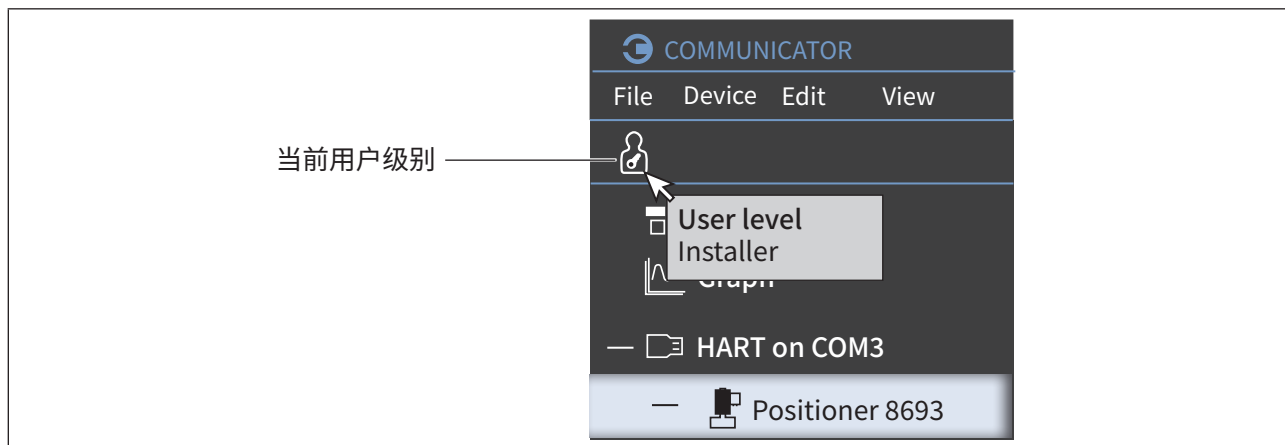 COMMUNICATOR
File Device Edit View
当前用户级别
User level
Installer
Graph
HART on COM3
Positioner 8693